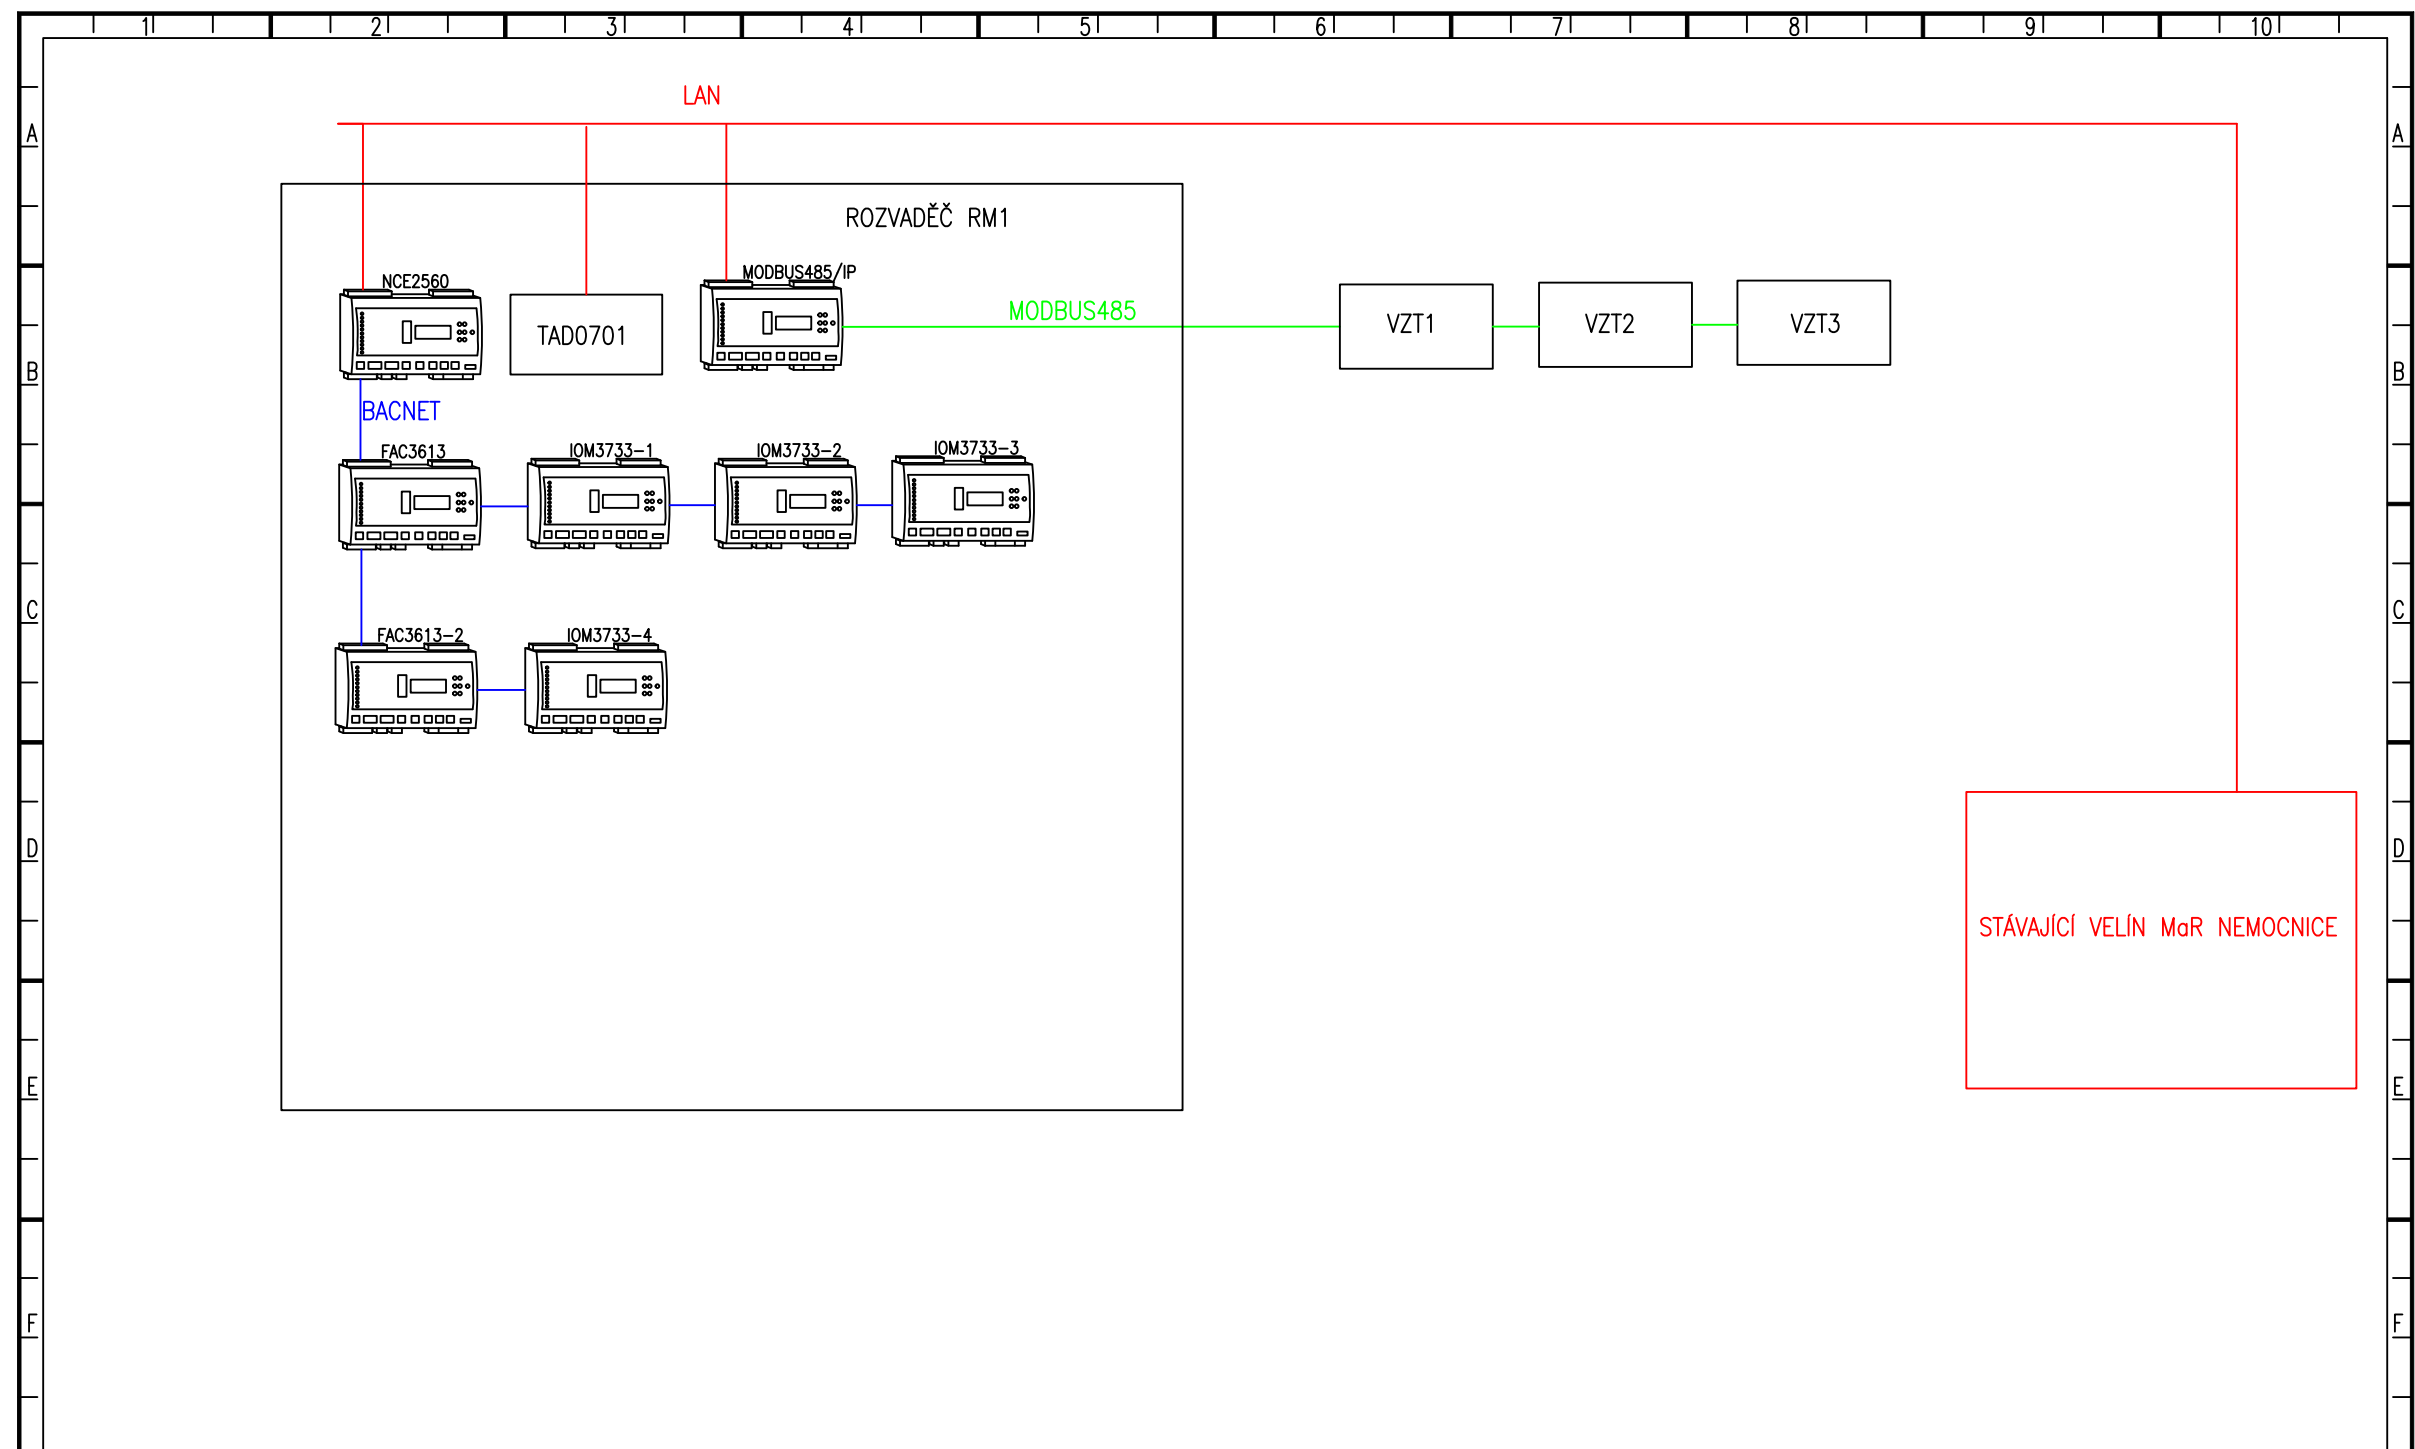 1 2 3 4 5 6 7 8 9 10
LAN
A A
ROZVADĚČ RM1
NCE2560 MODBUS485/IP
TAD0701 MODBUS485 VZT1 VZT2 VZT3
B B
BACNET
FAC3613 IOM3733-1 IOM3733-2 IOM3733-3
C C
FAC3613-2 IOM3733-4
D D
STÁVAJÍCÍ VELÍN MaR NEMOCNICE
E E
F F